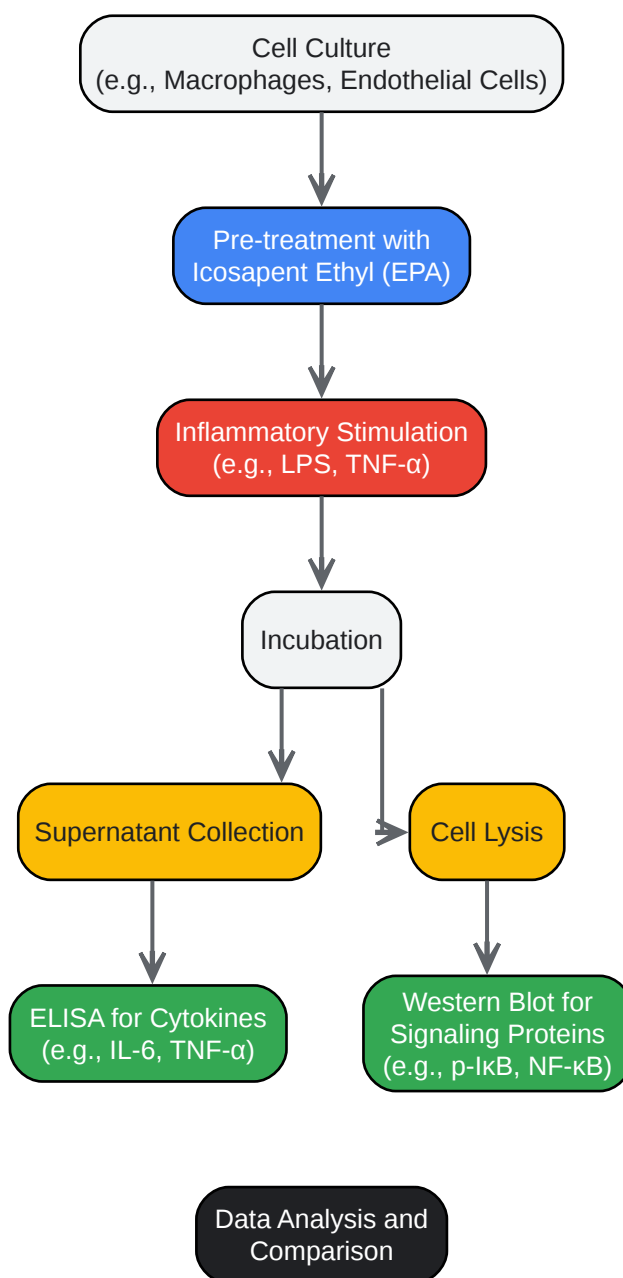 Cell Culture
(e.g., Macrophages, Endothelial Cells)
Pre-treatment with
Icosapent Ethyl (EPA)
Inflammatory Stimulation
(e.g., LPS, TNF-α)
Incubation
Supernatant Collection
Cell Lysis
ELISA for Cytokines
(e.g., IL-6, TNF-α)
Western Blot for
Signaling Proteins
(e.g., p-IκB, NF-κB)
Data Analysis and
Comparison